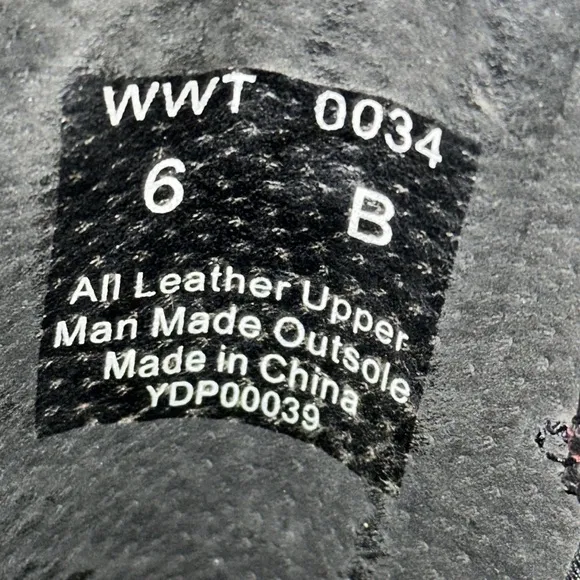 WWT 0034
6 B
All Leather Upper
Man Made Outsole
Made in China
YDP00039